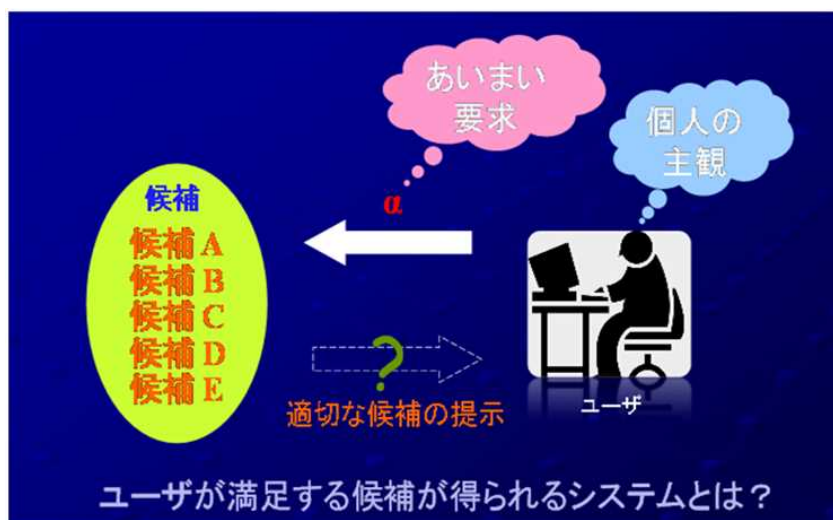 あいまい
要求
個人の
主観
α
候補
候補 A
候補 B
候補 C
候補 D
候補 E
?
適切な候補の提示
ユーザ
ユーザが満足する候補が得られるシステムとは？